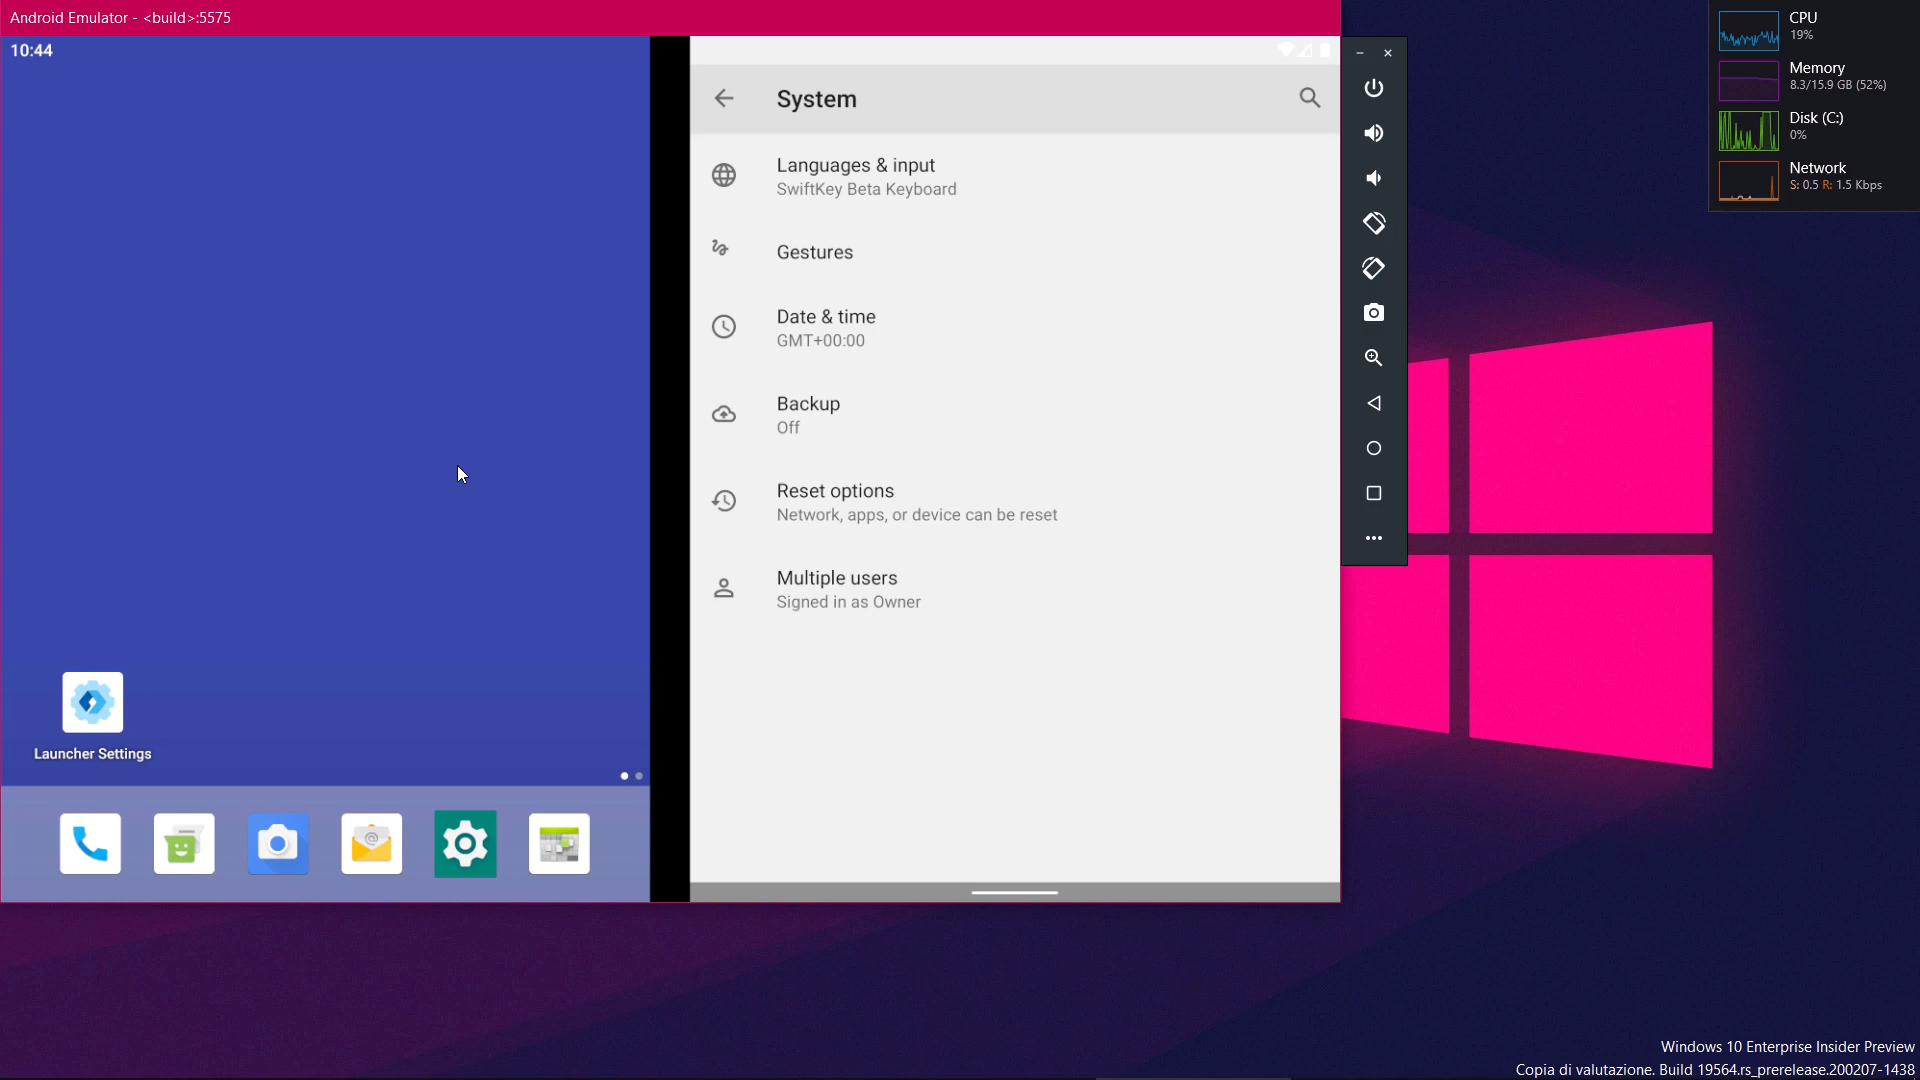 Android Emulator - <build>:5575
10:44
System
Languages & input
SwiftKey Beta Keyboard
Gestures
Date & time
GMT+00:00
Backup
Off
Reset options
Network, apps, or device can be reset
Multiple users
Signed in as Owner
Launcher Settings
CPU
19%
Memory
8.3/15.9 GB (52%)
Disk (C:)
0%
Network
S: 0.5 R: 1.5 Kbps
Windows 10 Enterprise Insider Preview
Copia di valutazione. Build 19564.rs_prerelease.200207-1438